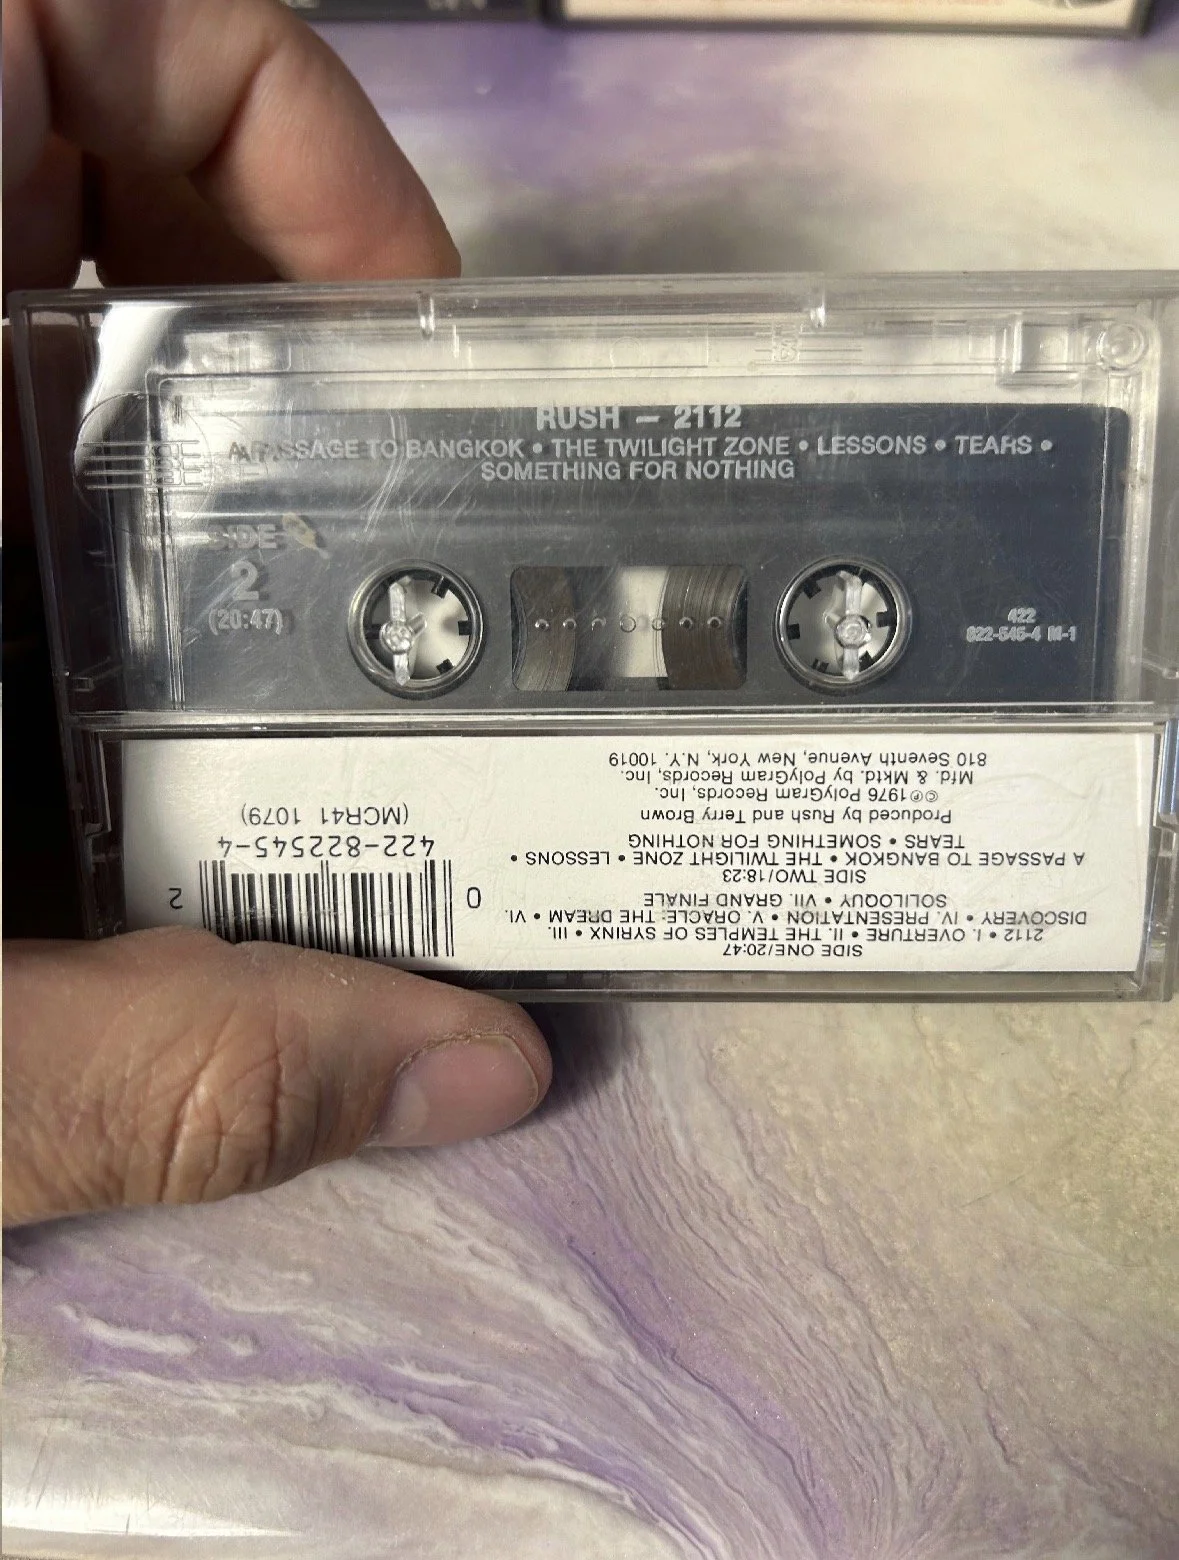 RUSH — 2112
A PASSAGE TO BANGKOK • THE TWILIGHT ZONE • LESSONS • TEARS •
SOMETHING FOR NOTHING
SIDE
2
(20:47)
422
822-545-4 M-1
SIDE ONE/20:47
2112 • I. OVERTURE • II. THE TEMPLES OF SYRINX • III.
DISCOVERY • IV. PRESENTATION • V. ORACLE: THE DREAM • VI.
SOLILOQUY • VII. GRAND FINALE
SIDE TWO/18:23
A PASSAGE TO BANGKOK • THE TWILIGHT ZONE • LESSONS •
TEARS • SOMETHING FOR NOTHING
Produced by Rush and Terry Brown
©℗1976 PolyGram Records, Inc.
Mfd. & Mktd. by PolyGram Records, Inc.
810 Seventh Avenue, New York, N.Y. 10019
0
2
422-822545-4
(MCR41 1079)